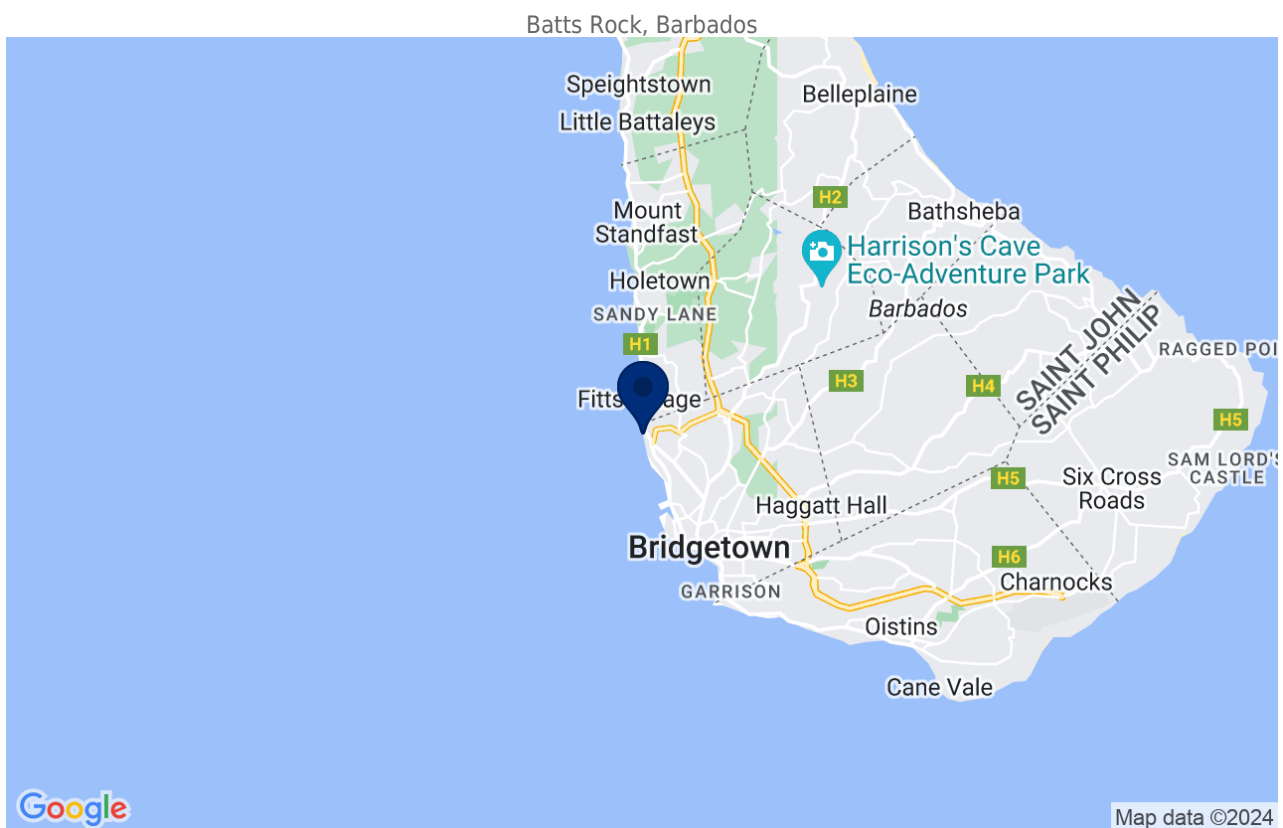 Batts Rock, Barbados
Speightstown
Belleplaine
Little Battaleys
H2
Mount
Standfast
Bathsheba
Harrison's Cave
Eco-Adventure Park
Holetown
Barbados
SANDY LANE
SAINT JOHN
SAINT PHILIP
H1
RAGGED POI
H3
H4
Fitts
age
H5
SAM LORD'S
CASTLE
H5
Six Cross
Roads
Haggatt Hall
Bridgetown
H6
Charnocks
GARRISON
Oistins
Cane Vale
Google
Map data ©2024